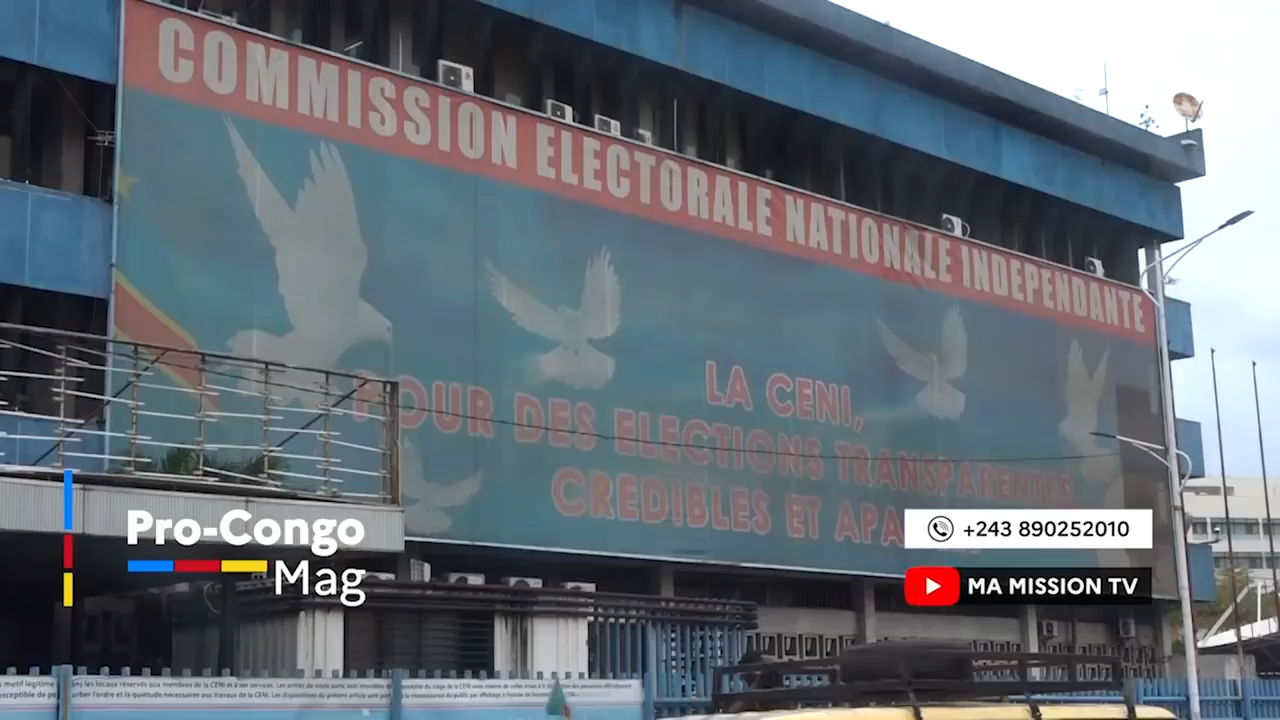 COMMISSION ELECTORALE NATIONALE INDEPENDANTE
LA CENI,
POUR DES ELECTIONS TRANSPARENTES
CREDIBLES ET
Pro-Congo
Mag
+243 890252010
MA MISSION TV